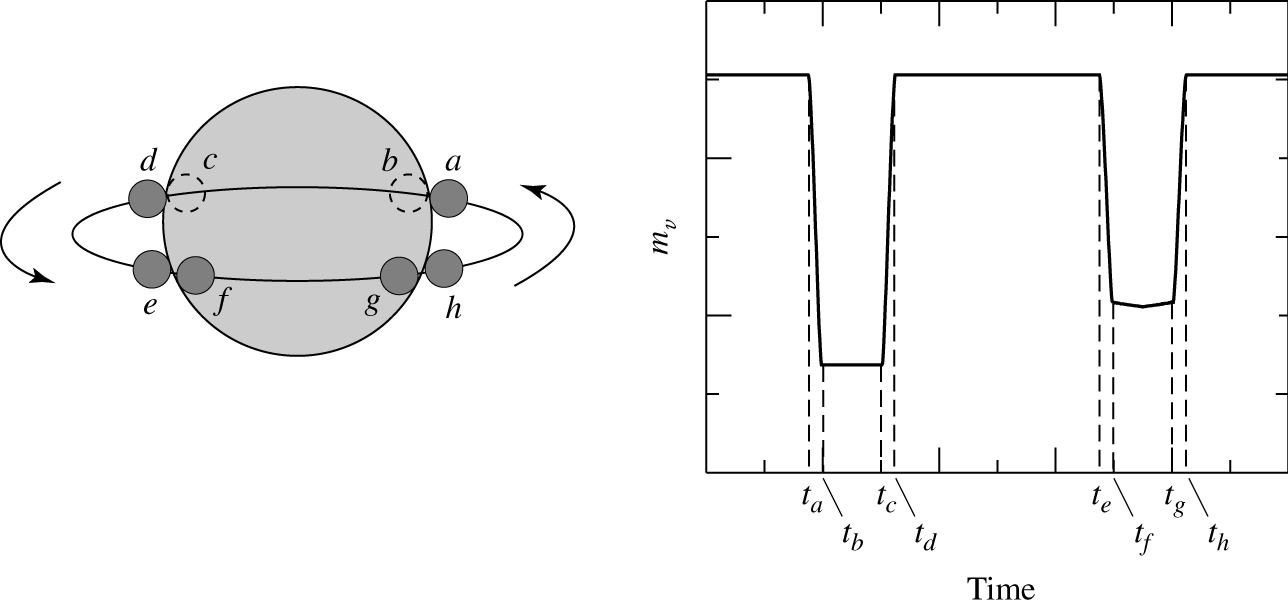 d c b a
e f g h
m_v
t_a t_c t_e t_g
t_b t_d t_f t_h
Time